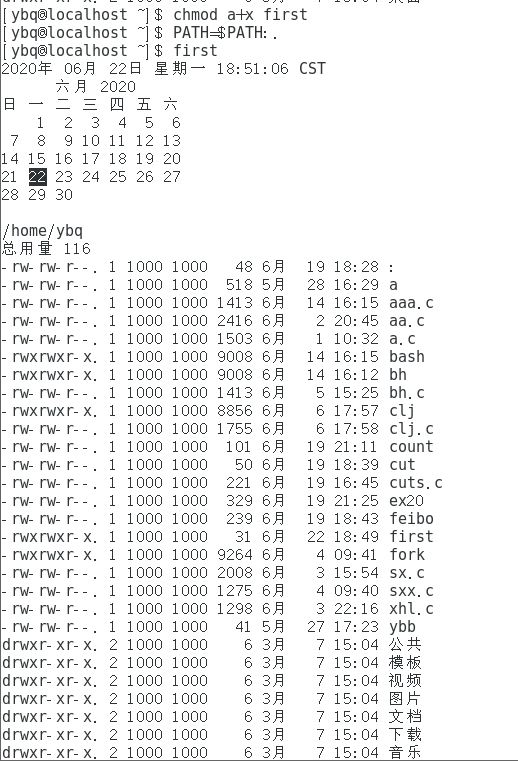 [ybq@localhost ~]$ chmod a+x first
[ybq@localhost ~]$ PATH=$PATH:.
[ybq@localhost ~]$ first
2020年 06月 22日 星期一 18:51:06 CST
六月 2020
日 一 二 三 四 五 六
1 2 3 4 5 6
7 8 9 10 11 12 13
14 15 16 17 18 19 20
21 22 23 24 25 26 27
28 29 30
/home/ybq
总用量 116
-rw-rw-r--. 1 1000 1000 48 6月 19 18:28 :
-rw-rw-r--. 1 1000 1000 518 5月 28 16:29 a
-rw-rw-r--. 1 1000 1000 1413 6月 14 16:15 aaa.c
-rw-rw-r--. 1 1000 1000 2416 6月 2 20:45 aa.c
-rw-rw-r--. 1 1000 1000 1503 6月 1 10:32 a.c
-rwxrwxr-x. 1 1000 1000 9008 6月 14 16:15 bash
-rwxrwxr-x. 1 1000 1000 9008 6月 14 16:12 bh
-rw-rw-r--. 1 1000 1000 1413 6月 5 15:25 bh.c
-rwxrwxr-x. 1 1000 1000 8856 6月 6 17:57 clj
-rw-rw-r--. 1 1000 1000 1755 6月 6 17:58 clj.c
-rw-rw-r--. 1 1000 1000 101 6月 19 21:11 count
-rw-rw-r--. 1 1000 1000 50 6月 19 18:39 cut
-rw-rw-r--. 1 1000 1000 221 6月 19 16:45 cuts.c
-rw-rw-r--. 1 1000 1000 329 6月 19 21:25 ex20
-rw-rw-r--. 1 1000 1000 239 6月 19 18:43 feibo
-rwxrwxr-x. 1 1000 1000 31 6月 22 18:49 first
-rwxrwxr-x. 1 1000 1000 9264 6月 4 09:41 fork
-rw-rw-r--. 1 1000 1000 2008 6月 3 15:54 sx.c
-rw-rw-r--. 1 1000 1000 1275 6月 4 09:40 sxx.c
-rw-rw-r--. 1 1000 1000 1298 6月 3 22:16 xhl.c
-rw-rw-r--. 1 1000 1000 41 5月 27 17:23 ybb
drwxr-xr-x. 2 1000 1000 6 3月 7 15:04 公共
drwxr-xr-x. 2 1000 1000 6 3月 7 15:04 模板
drwxr-xr-x. 2 1000 1000 6 3月 7 15:04 视频
drwxr-xr-x. 2 1000 1000 6 3月 7 15:04 图片
drwxr-xr-x. 2 1000 1000 6 3月 7 15:04 文档
drwxr-xr-x. 2 1000 1000 6 3月 7 15:04 下载
drwxr-xr-x. 2 1000 1000 6 3月 7 15:04 音乐